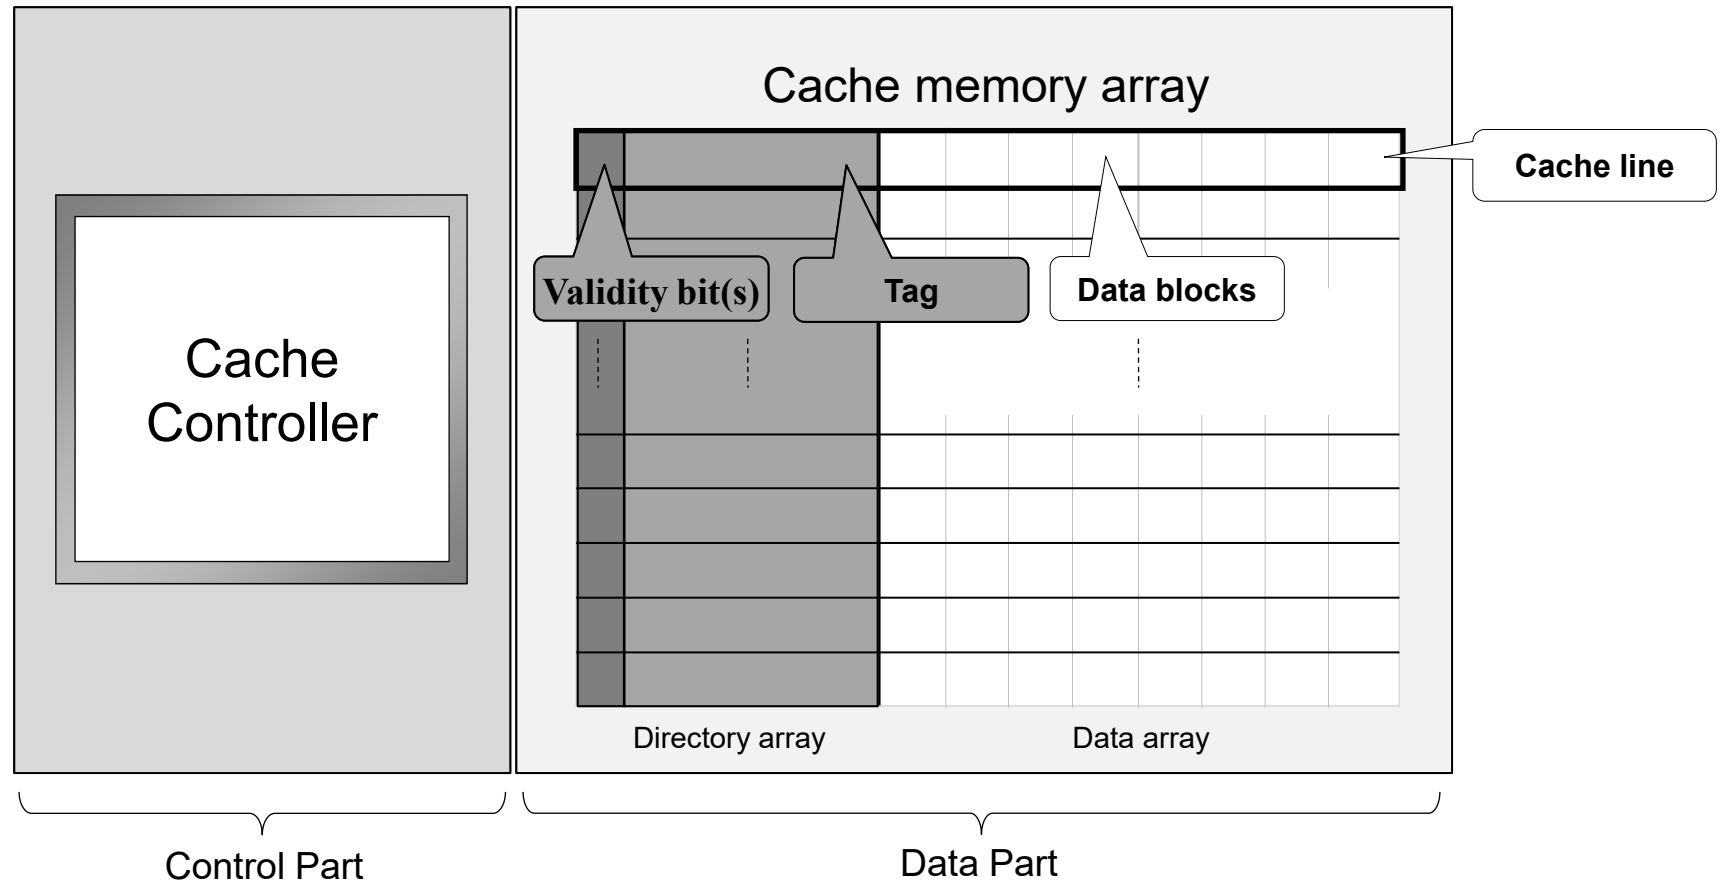 Cache memory array
Cache line
Validity bit(s)
Tag
Data blocks
Cache
Controller
Directory array
Data array
Control Part
Data Part